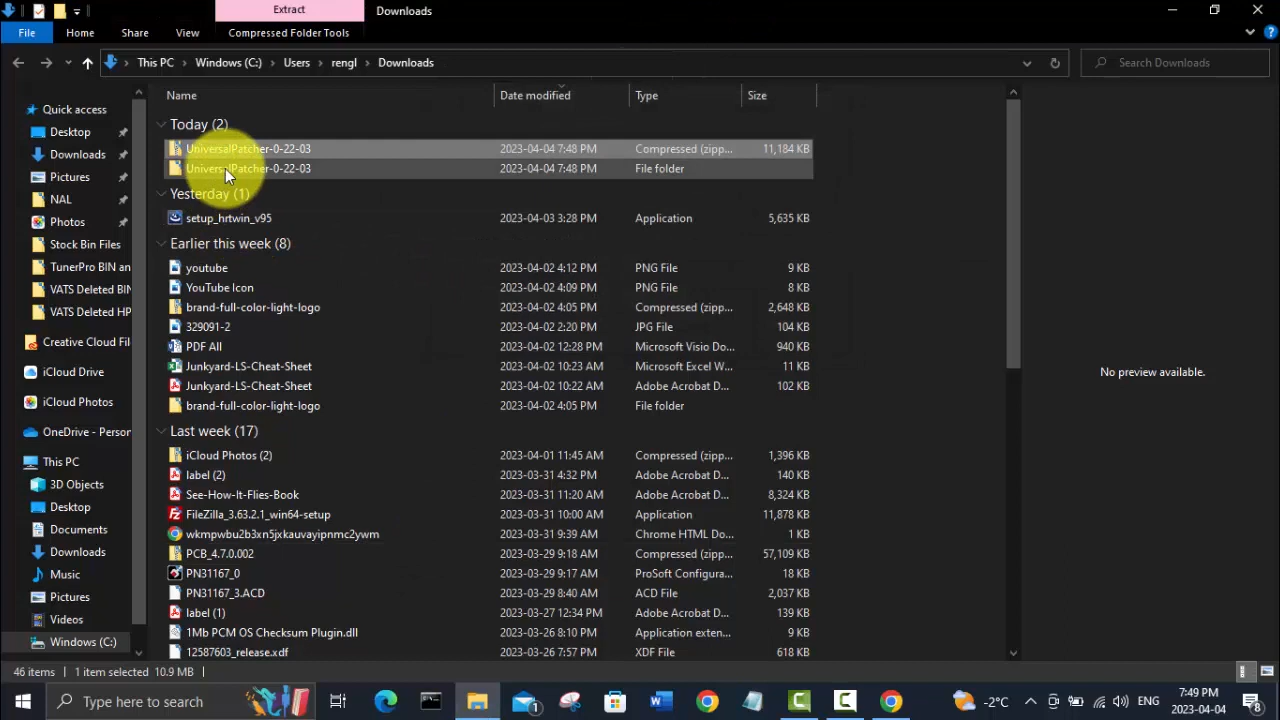 Extract
Downloads
File
Home
Share
View
Compressed Folder Tools
This PC > Windows (C:) > Users > rengl > Downloads
Search Downloads
Name
Date modified
Type
Size
Quick access
Desktop
Downloads
Pictures
NAL
Photos
Stock Bin Files
TunerPro BIN an
VATS Deleted BIN
VATS Deleted HP
Creative Cloud Fil
iCloud Drive
iCloud Photos
OneDrive - Person
This PC
3D Objects
Desktop
Documents
Downloads
Music
Pictures
Videos
Windows (C:)
Today (2)
UniversalPatcher-0-22-03 2023-04-04 7:48 PM Compressed (zipp... 11,184 KB
UniversalPatcher-0-22-03 2023-04-04 7:48 PM File folder
Yesterday (1)
setup_hrtwin_v95 2023-04-03 3:28 PM Application 5,635 KB
Earlier this week (8)
youtube 2023-04-02 4:12 PM PNG File 9 KB
YouTube Icon 2023-04-02 4:09 PM PNG File 8 KB
brand-full-color-light-logo 2023-04-02 4:05 PM Compressed (zipp... 2,648 KB
329091-2 2023-04-02 2:20 PM JPG File 104 KB
PDF All 2023-04-02 12:28 PM Microsoft Visio Do... 940 KB
Junkyard-LS-Cheat-Sheet 2023-04-02 10:23 AM Microsoft Excel W... 11 KB
Junkyard-LS-Cheat-Sheet 2023-04-02 10:22 AM Adobe Acrobat D... 102 KB
brand-full-color-light-logo 2023-04-02 4:05 PM File folder
Last week (17)
iCloud Photos (2) 2023-04-01 11:45 AM Compressed (zipp... 1,396 KB
label (2) 2023-03-31 4:32 PM Adobe Acrobat D... 140 KB
See-How-It-Flies-Book 2023-03-31 11:20 AM Adobe Acrobat D... 8,324 KB
FileZilla_3.63.2.1_win64-setup 2023-03-31 10:00 AM Application 11,878 KB
wkmpwbu2b3xn5jxkauvayipnmc2ywm 2023-03-31 9:39 AM Chrome HTML Do... 1 KB
PCB_4.7.0.002 2023-03-29 9:18 AM Compressed (zipp... 57,109 KB
PN31167_0 2023-03-29 9:17 AM ProSoft Configura... 18 KB
PN31167_3.ACD 2023-03-29 8:40 AM ACD File 2,037 KB
label (1) 2023-03-27 12:34 PM Adobe Acrobat D... 139 KB
1Mb PCM OS Checksum Plugin.dll 2023-03-26 8:10 PM Application exten... 9 KB
12587603_release.xdf 2023-03-26 7:57 PM XDF File 618 KB
No preview available.
46 items 1 item selected 10.9 MB
Type here to search
1
-2°C
ENG
7:49 PM
2023-04-04
8